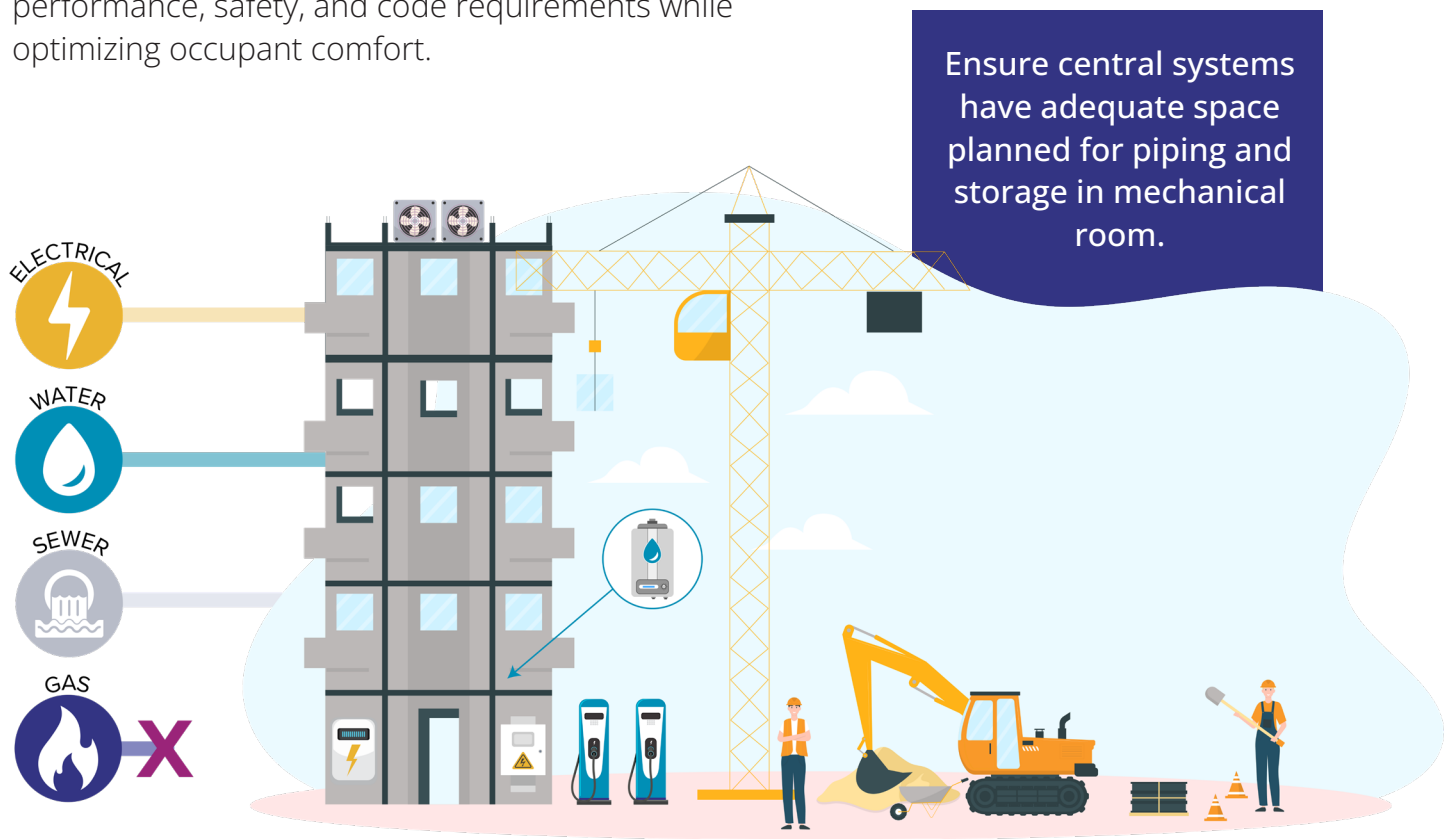 performance, safety, and code requirements while
optimizing occupant comfort.
Ensure central systems
have adequate space
planned for piping and
storage in mechanical
room.
ELECTRICAL
WATER
SEWER
GAS
X